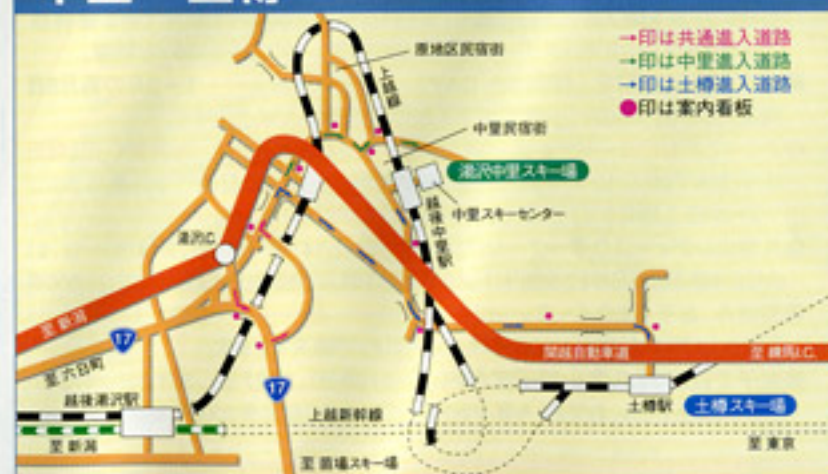 →印は共通進入道路
→印は中里進入道路
→印は土樽進入道路
●印は案内看板
原地区民宿街
上越線
中里民宿街
湯沢中里スキー場
中里スキーセンター
越後中里駅
湯沢I.C.
至 新潟
17
至 六日町
17
関越自動車道
至 練馬I.C.
越後湯沢駅
上越新幹線
土樽駅
土樽スキー場
至 新潟
至 東京
至 苗場スキー場